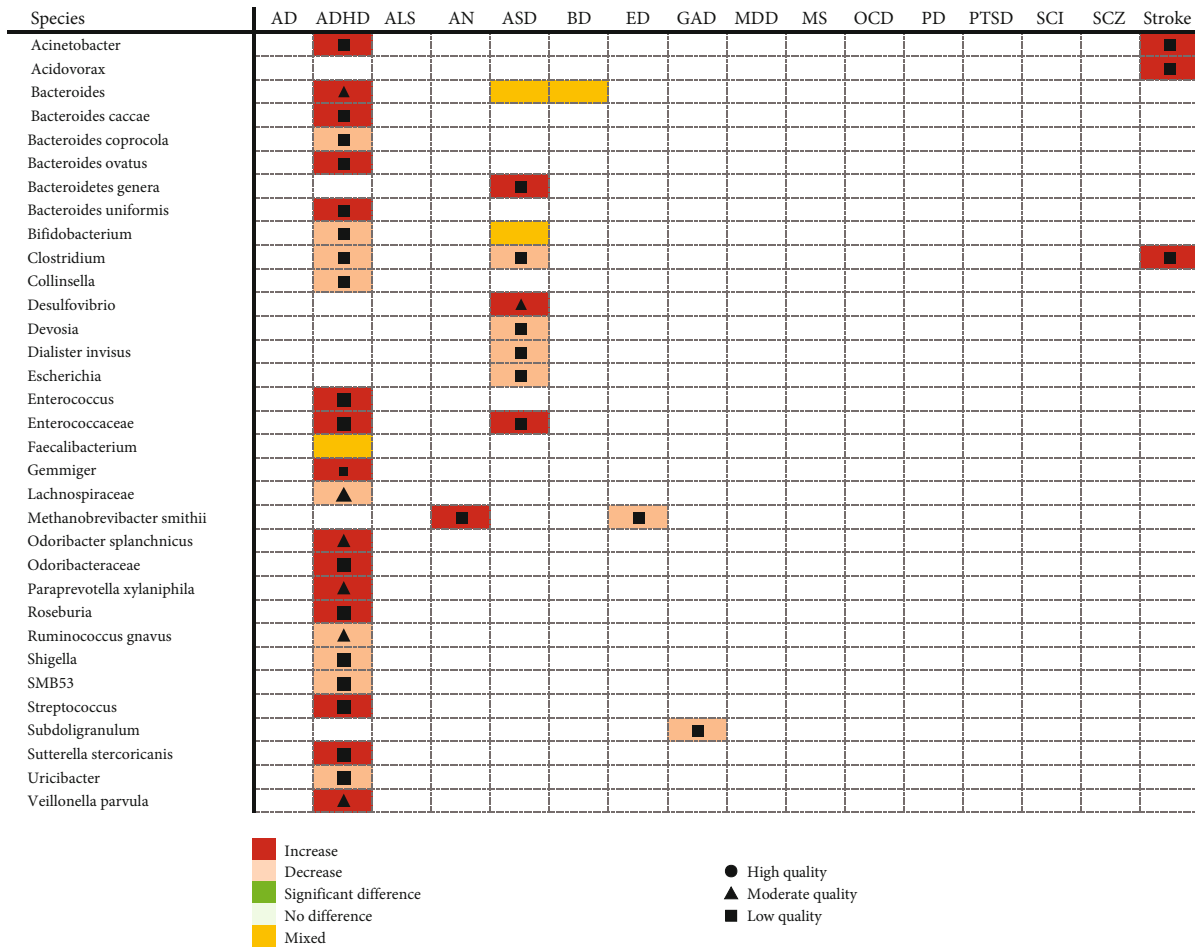 Species AD ADHD ALS AN ASD BD ED GAD MDD MS OCD PD PTSD SCI SCZ Stroke
Acinetobacter
Acidovorax
Bacteroides
Bacteroides caccae
Bacteroides coprocola
Bacteroides ovatus
Bacteroidetes genera
Bacteroides uniformis
Bifidobacterium
Clostridium
Collinsella
Desulfovibrio
Devosia
Dialister invisus
Escherichia
Enterococcus
Enterococcaceae
Faecalibacterium
Gemmiger
Lachnospiraceae
Methanobrevibacter smithii
Odoribacter splanchnicus
Odoribacteraceae
Paraprevotella xylaniphila
Roseburia
Ruminococcus gnavus
Shigella
SMB53
Streptococcus
Subdoligranulum
Sutterella stercoricanis
Uricibacter
Veillonella parvula
Increase
Decrease
Significant difference
No difference
Mixed
High quality
Moderate quality
Low quality